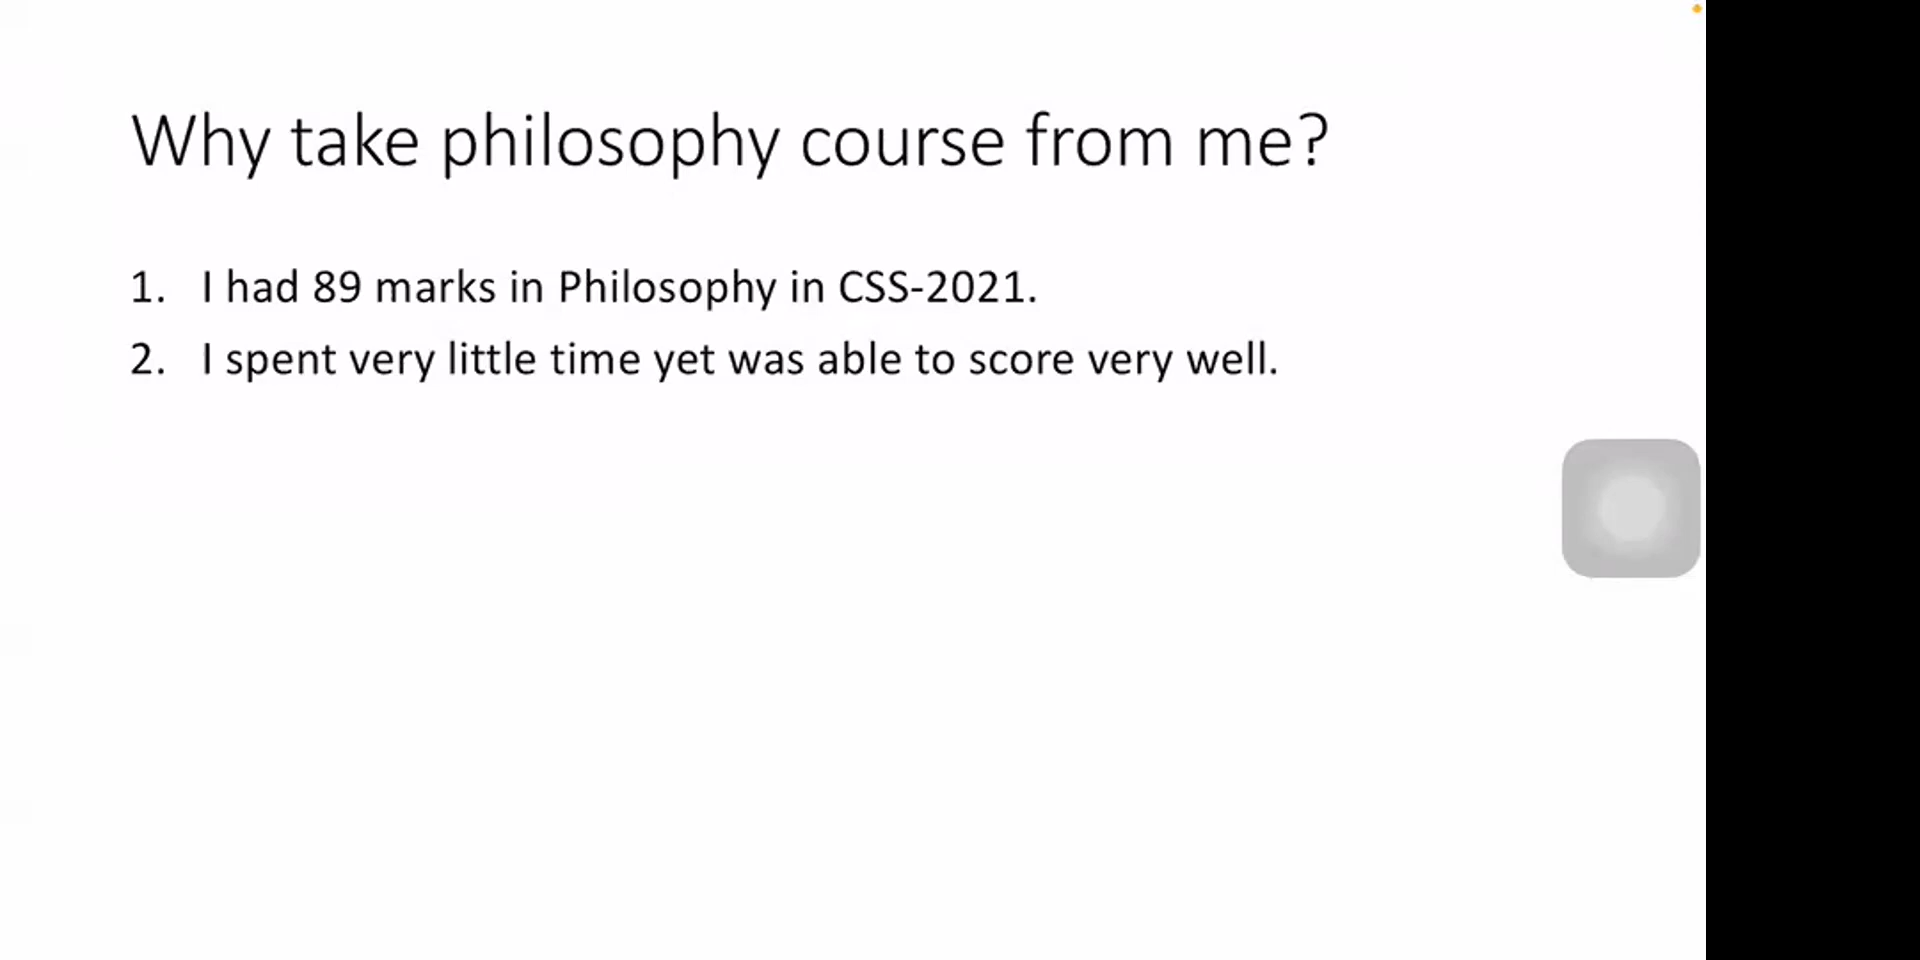 Why take philosophy course from me?
1. I had 89 marks in Philosophy in CSS-2021.
2. I spent very little time yet was able to score very well.